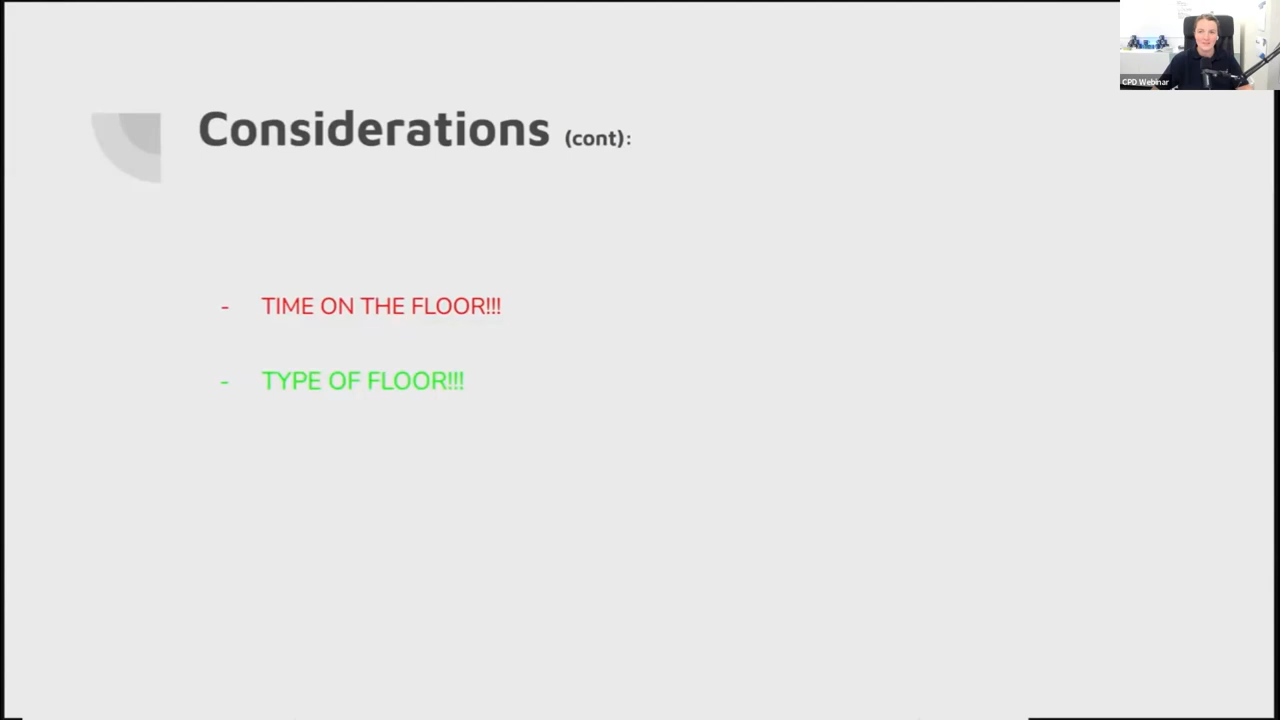 CPD Webinar
Considerations (cont):
- TIME ON THE FLOOR!!!
- TYPE OF FLOOR!!!